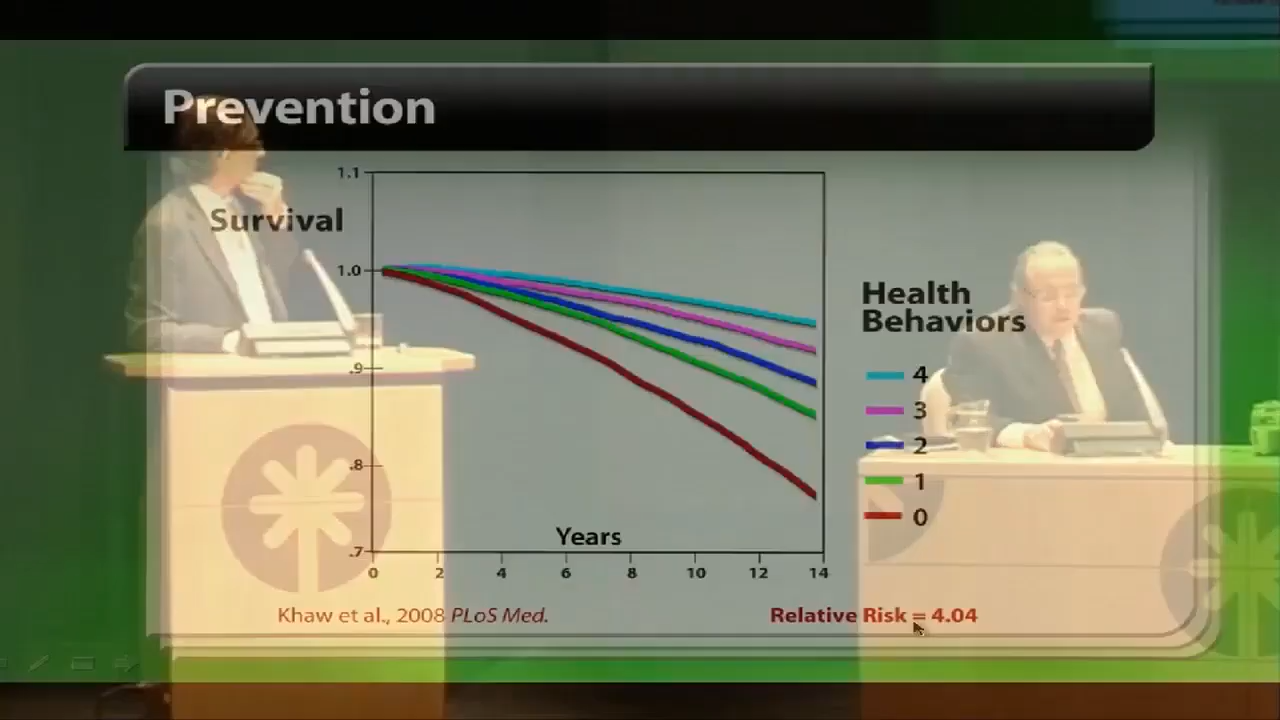 Prevention
1.1
Survival
1.0
.9
.8
.7
Years
0 2 4 6 8 10 12 14
Health
Behaviors
4
3
2
1
0
Khaw et al., 2008 PLoS Med.
Relative Risk = 4.04